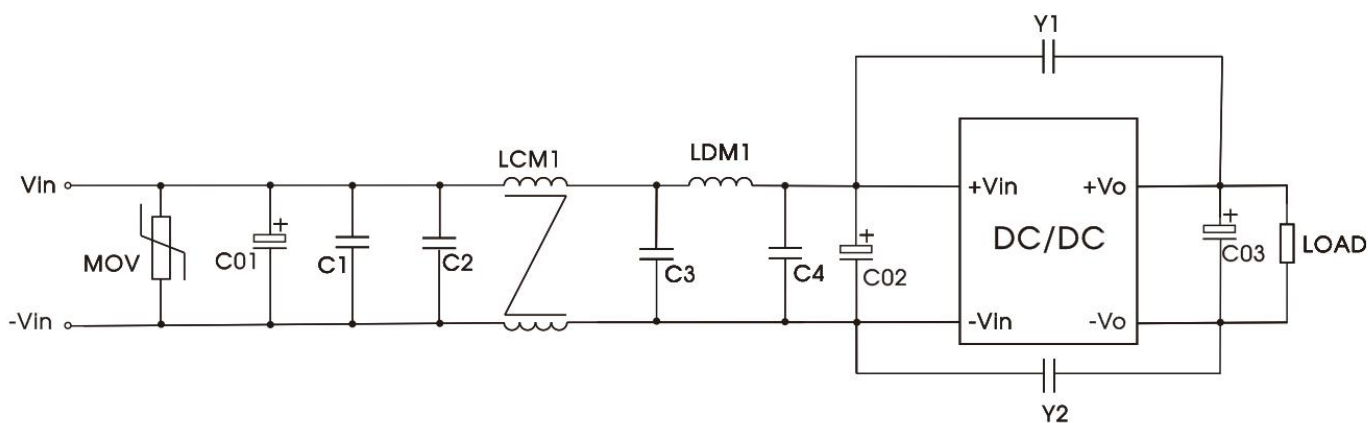 Y1
LCM1
LDM1
Vin
+Vin
+Vo
MOV
+
C01
C1
C2
C3
C4
+
C02
DC/DC
+
C03
LOAD
-Vin
-Vin
-Vo
Y2